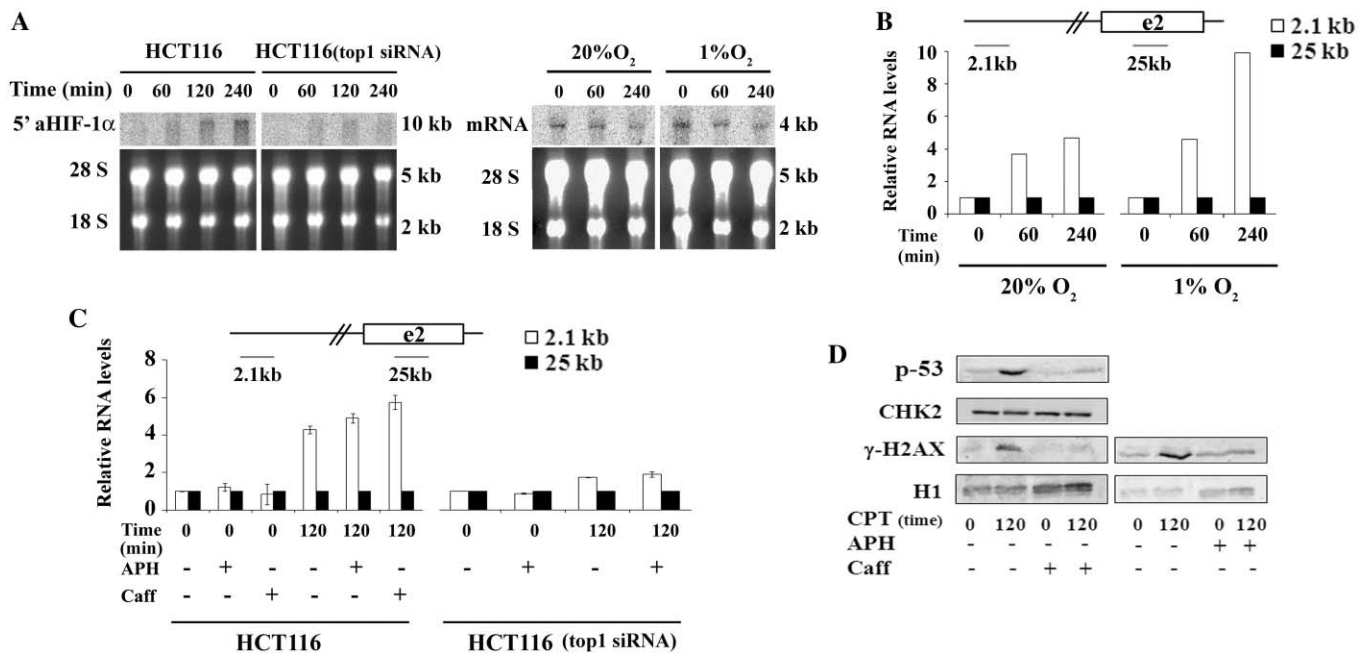 A
HCT116 HCT116(top1 siRNA)
Time (min) 0 60 120 240 0 60 120 240
5' aHIF-1α 10 kb
28 S 5 kb
18 S 2 kb
20%O2 1%O2
0 60 240 0 60 240
mRNA 4 kb
28 S 5 kb
18 S 2 kb
B
e2
2.1kb 25kb
2.1 kb
25 kb
Relative RNA levels
10
8
6
4
2
0
Time (min) 0 60 240 0 60 240
20% O2 1% O2
C
e2
2.1kb 25kb
2.1 kb
25 kb
Relative RNA levels
8
6
4
2
0
Time (min) 0 0 0 120 120 120 0 0 120 120
APH - + - - + - - + - +
Caff - - + - - +
HCT116 HCT116 (top1 siRNA)
D
p-53
CHK2
γ-H2AX
H1
CPT (time) 0 120 0 120 0 120 0 120
APH - - - - - - + +
Caff - - + + - - - -